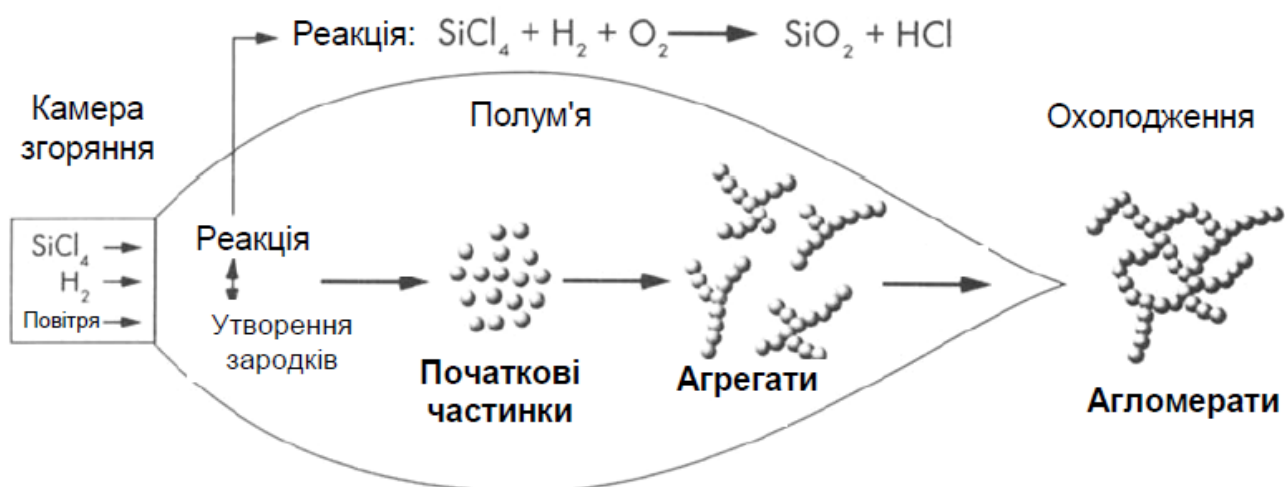 Реакція: SiCl₄ + H₂ + O₂ → SiO₂ + HCl
Камера
згоряння
Полум'я
Охолодження
SiCl₄
H₂
Повітря
Реакція
Утворення
зародків
Початкові
частинки
Агрегати
Агломерати